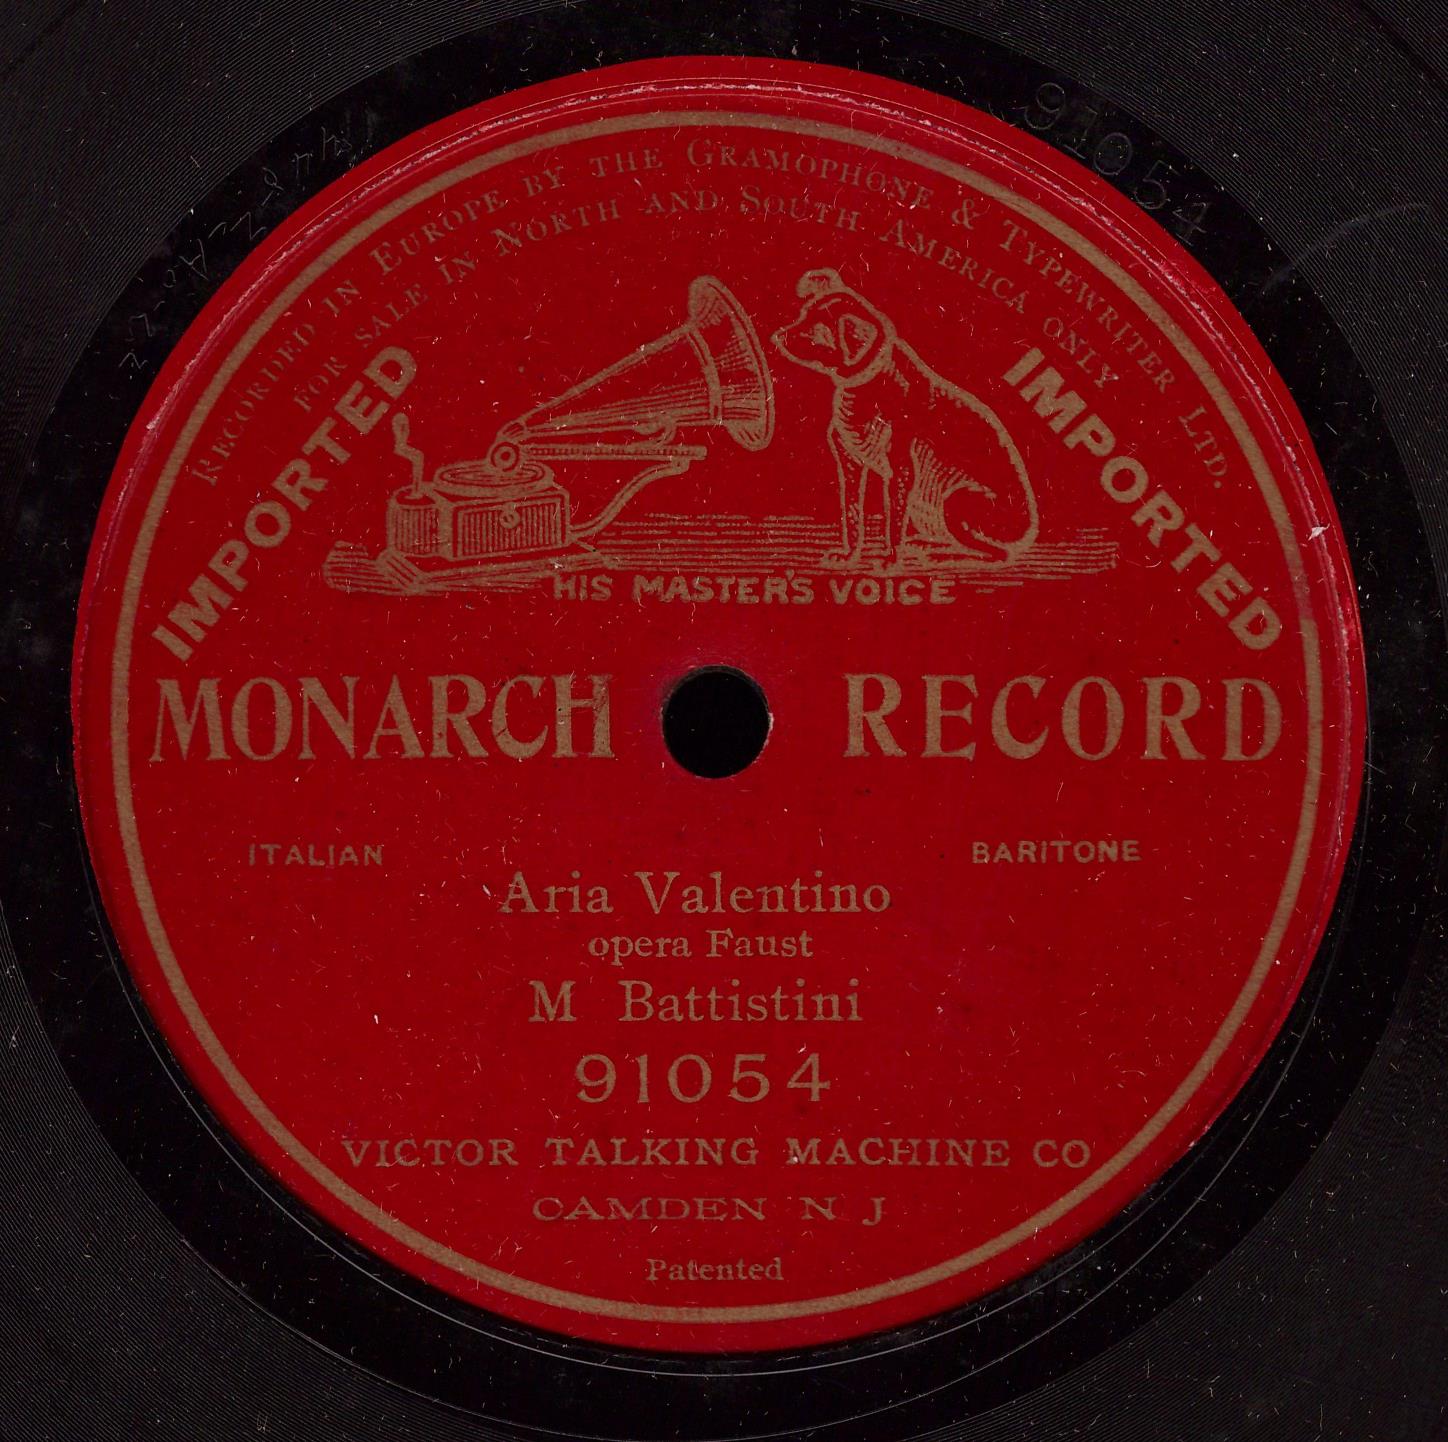 RECORDED IN EUROPE BY THE GRAMOPHONE & TYPEWRITER LTD.
FOR SALE IN NORTH AND SOUTH AMERICA ONLY
IMPORTED
IMPORTED
HIS MASTER'S VOICE
MONARCH RECORD
ITALIAN
BARITONE
Aria Valentino
opera Faust
M Battistini
91054
VICTOR TALKING MACHINE CO
CAMDEN N J
Patented
91054